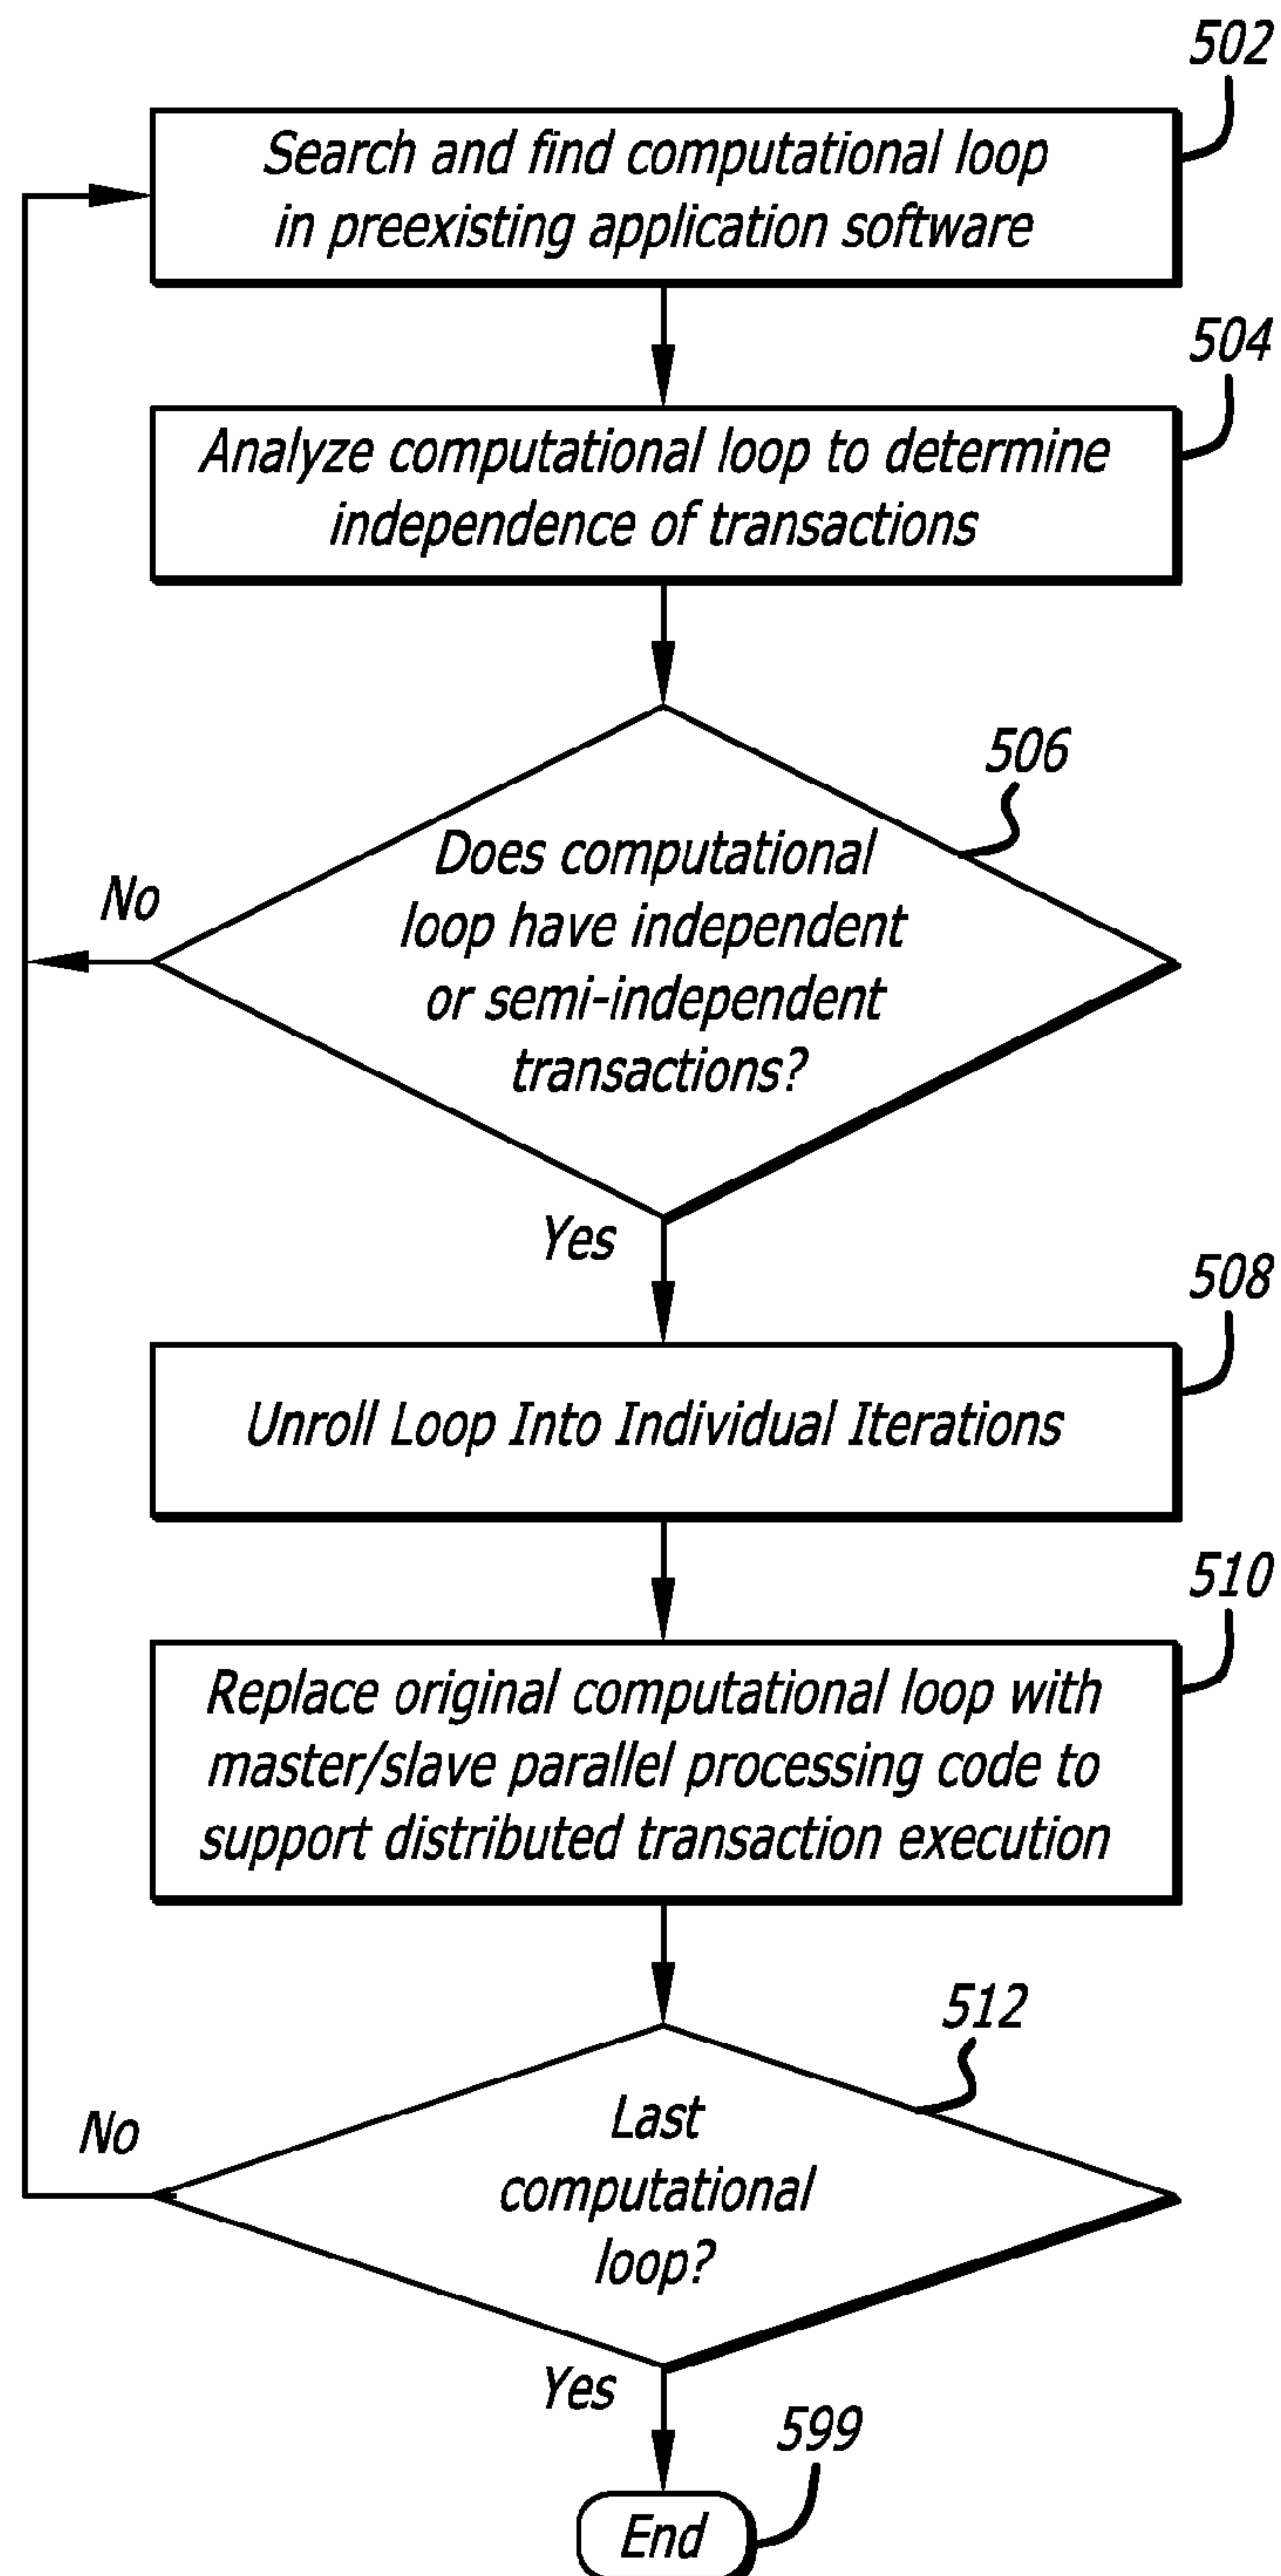 502
Search and find computational loop
in preexisting application software
504
Analyze computational loop to determine
independence of transactions
506
Does computational
loop have independent
or semi-independent
transactions?
No
Yes
508
Unroll Loop Into Individual Iterations
510
Replace original computational loop with
master/slave parallel processing code to
support distributed transaction execution
512
Last
computational
loop?
No
Yes
599
End